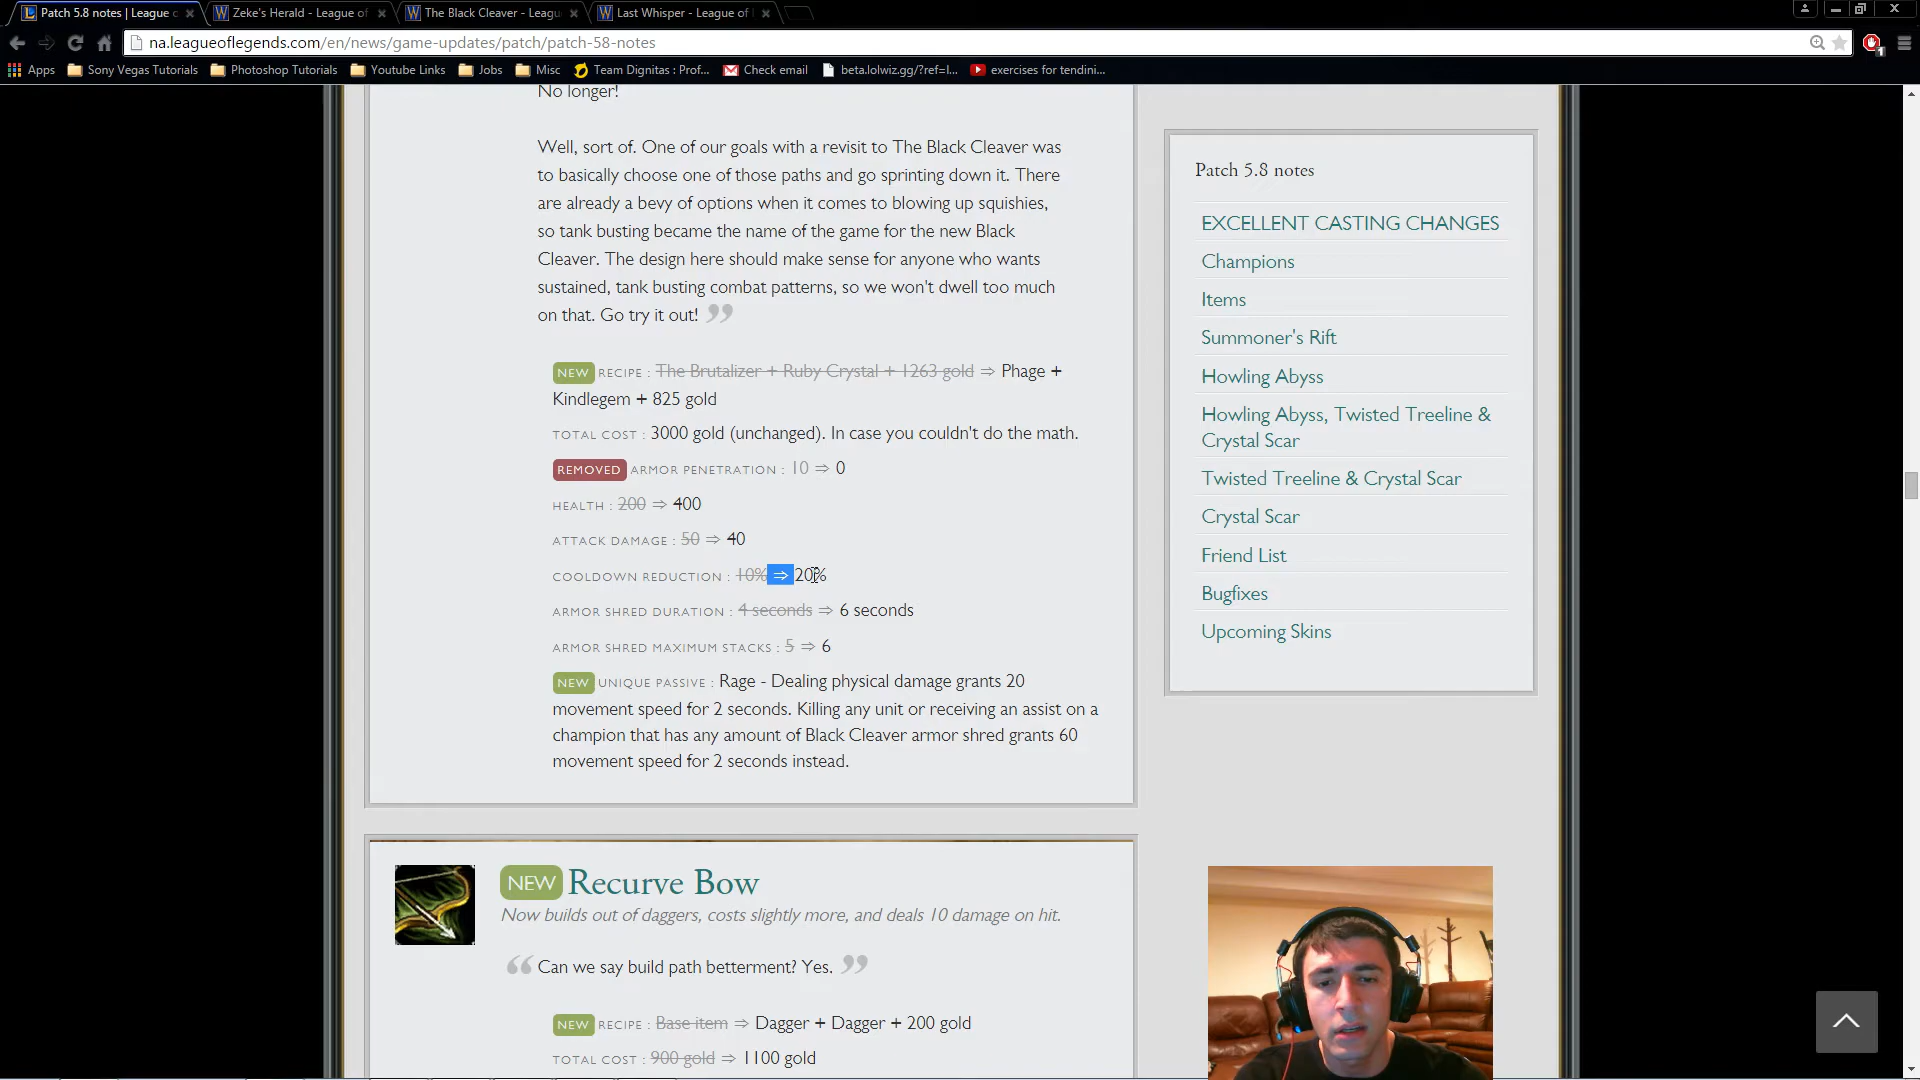 Patch 5.8 notes | League o
Zeke's Herald - League of
The Black Cleaver - Leagu
Last Whisper - League of
na.leagueoflegends.com/en/news/game-updates/patch/patch-58-notes
Apps
Sony Vegas Tutorials
Photoshop Tutorials
Youtube Links
Jobs
Misc
Team Dignitas : Prof...
Check email
beta.lolwiz.gg/?ref=l...
exercises for tendini...
No longer!
Well, sort of. One of our goals with a revisit to The Black Cleaver was
to basically choose one of those paths and go sprinting down it. There
are already a bevy of options when it comes to blowing up squishies,
so tank busting became the name of the game for the new Black
Cleaver. The design here should make sense for anyone who wants
sustained, tank busting combat patterns, so we won't dwell too much
on that. Go try it out! ”
NEW RECIPE : The Brutalizer + Ruby Crystal + 1263 gold ⇒ Phage +
Kindlegem + 825 gold
TOTAL COST : 3000 gold (unchanged). In case you couldn't do the math.
REMOVED ARMOR PENETRATION : 10 ⇒ 0
HEALTH : 200 ⇒ 400
ATTACK DAMAGE : 50 ⇒ 40
COOLDOWN REDUCTION : 10% ⇒ 20%
ARMOR SHRED DURATION : 4 seconds ⇒ 6 seconds
ARMOR SHRED MAXIMUM STACKS : 5 ⇒ 6
NEW UNIQUE PASSIVE : Rage - Dealing physical damage grants 20
movement speed for 2 seconds. Killing any unit or receiving an assist on a
champion that has any amount of Black Cleaver armor shred grants 60
movement speed for 2 seconds instead.
NEW Recurve Bow
Now builds out of daggers, costs slightly more, and deals 10 damage on hit.
“ Can we say build path betterment? Yes. ”
NEW RECIPE : Base item ⇒ Dagger + Dagger + 200 gold
TOTAL COST : 900 gold ⇒ 1100 gold
Patch 5.8 notes
EXCELLENT CASTING CHANGES
Champions
Items
Summoner's Rift
Howling Abyss
Howling Abyss, Twisted Treeline &
Crystal Scar
Twisted Treeline & Crystal Scar
Crystal Scar
Friend List
Bugfixes
Upcoming Skins